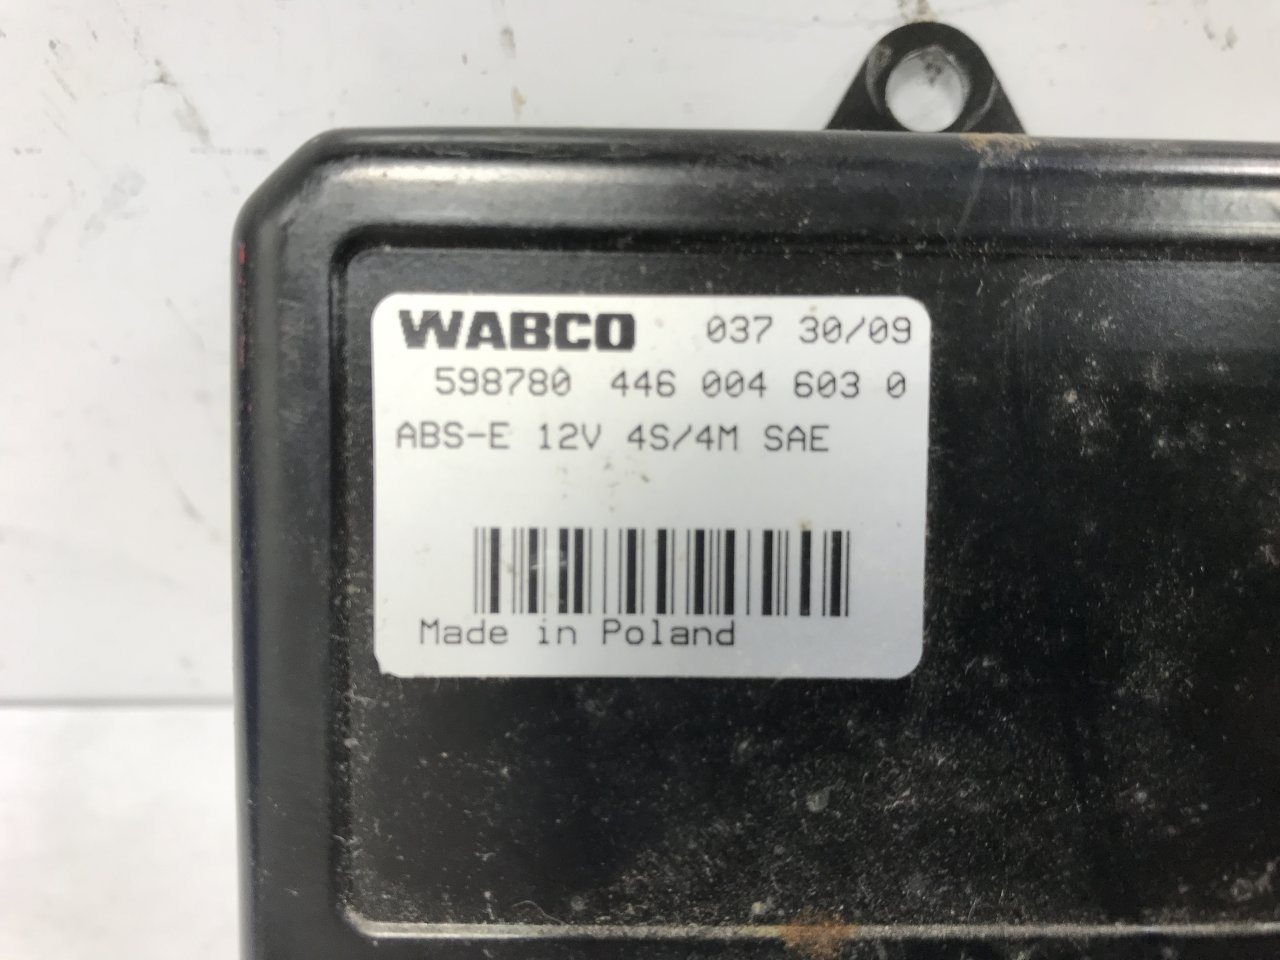 WABCO 037 30/09
598780 446 004 603 0
ABS-E 12V 4S/4M SAE
Made in Poland